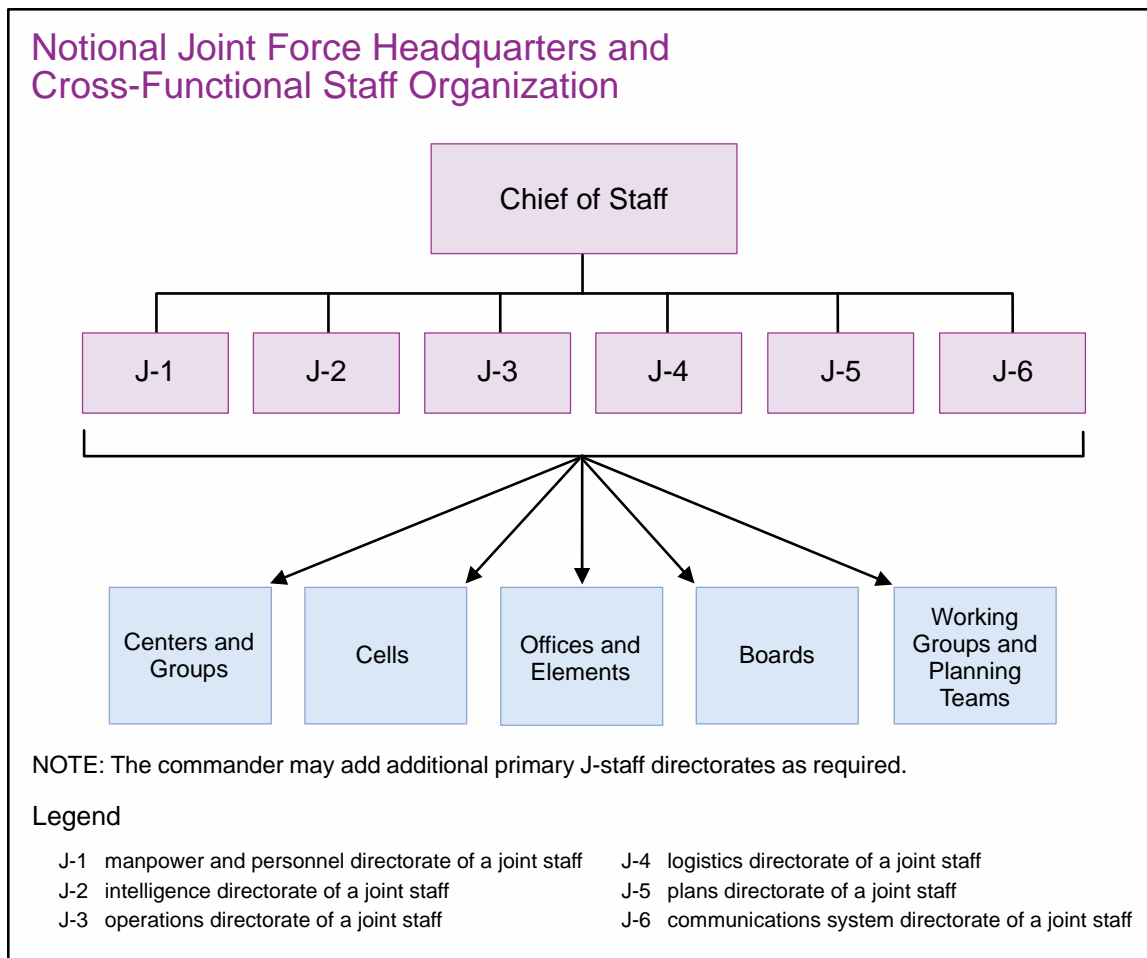 Notional Joint Force Headquarters and
Cross-Functional Staff Organization
Chief of Staff
J-1
J-2
J-3
J-4
J-5
J-6
Centers and
Groups
Cells
Offices and
Elements
Boards
Working
Groups and
Planning
Teams
NOTE: The commander may add additional primary J-staff directorates as required.
Legend
J-1 manpower and personnel directorate of a joint staff
J-2 intelligence directorate of a joint staff
J-3 operations directorate of a joint staff
J-4 logistics directorate of a joint staff
J-5 plans directorate of a joint staff
J-6 communications system directorate of a joint staff